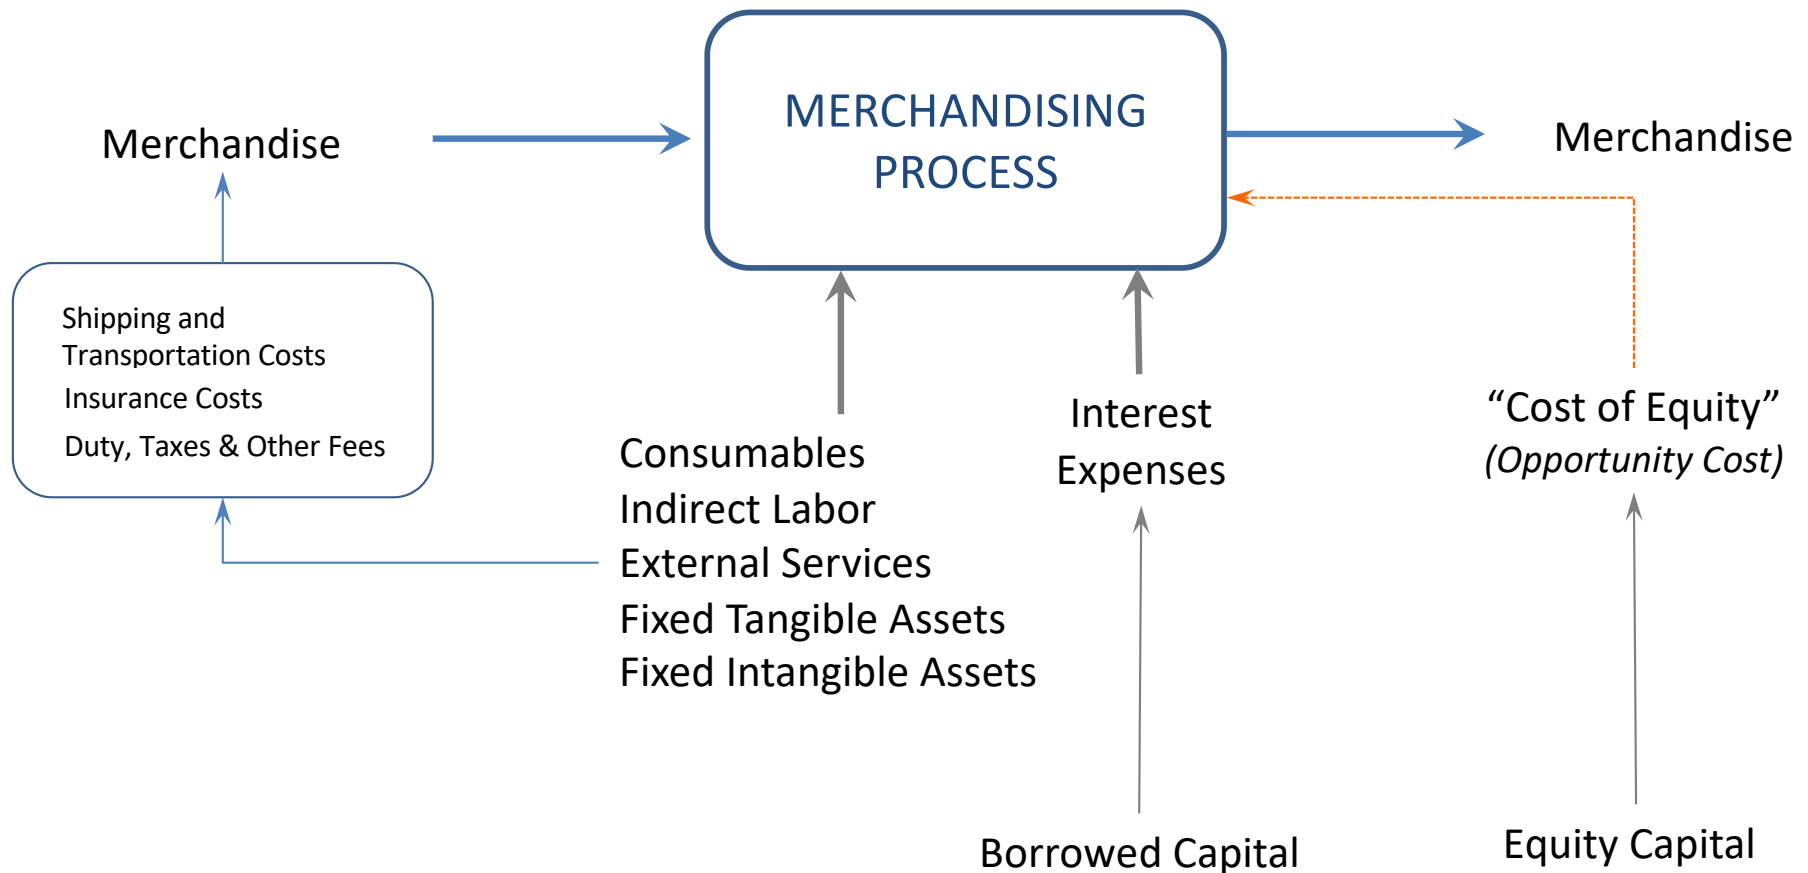 MERCHANDISING
PROCESS
Merchandise
Merchandise
Shipping and
Transportation Costs
Insurance Costs
Duty, Taxes & Other Fees
Consumables
Indirect Labor
External Services
Fixed Tangible Assets
Fixed Intangible Assets
Interest
Expenses
“Cost of Equity”
(Opportunity Cost)
Borrowed Capital
Equity Capital